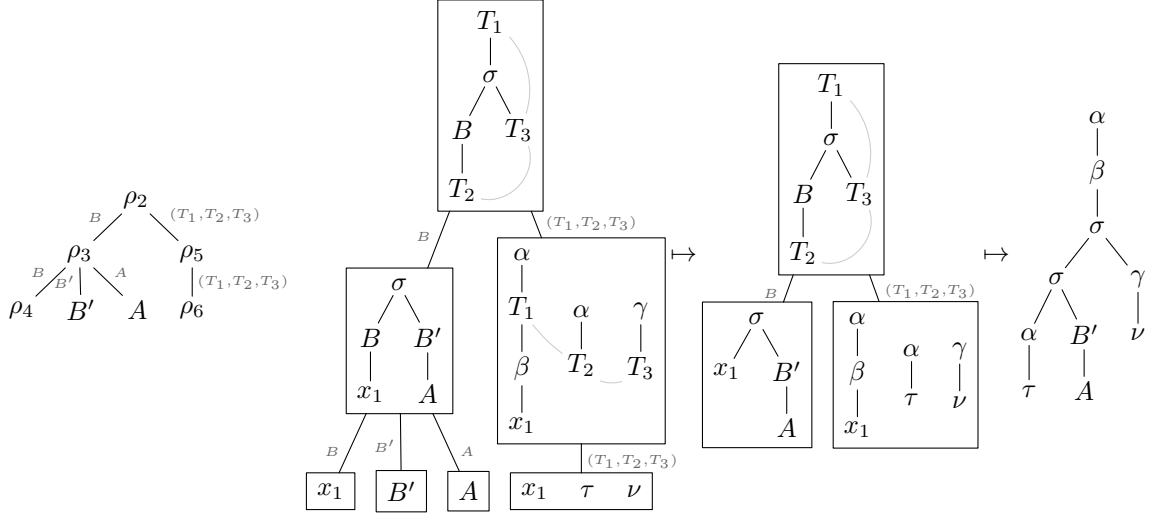 ρ₂
B (T₁,T₂,T₃)
ρ₃ ρ₅
B B′ A (T₁,T₂,T₃)
ρ₄ B′ A ρ₆
T₁
σ
B T₃
T₂
B (T₁,T₂,T₃)
σ
B B′
x₁ A
α
T₁ α γ
β T₂ T₃
x₁
B B′ A (T₁,T₂,T₃)
x₁ B′ A x₁ τ ν
↦
T₁
σ
B T₃
T₂
B (T₁,T₂,T₃)
σ
x₁ B′
A
α
β α γ
x₁ τ ν
↦
α
β
σ
σ γ
α B′ ν
τ A